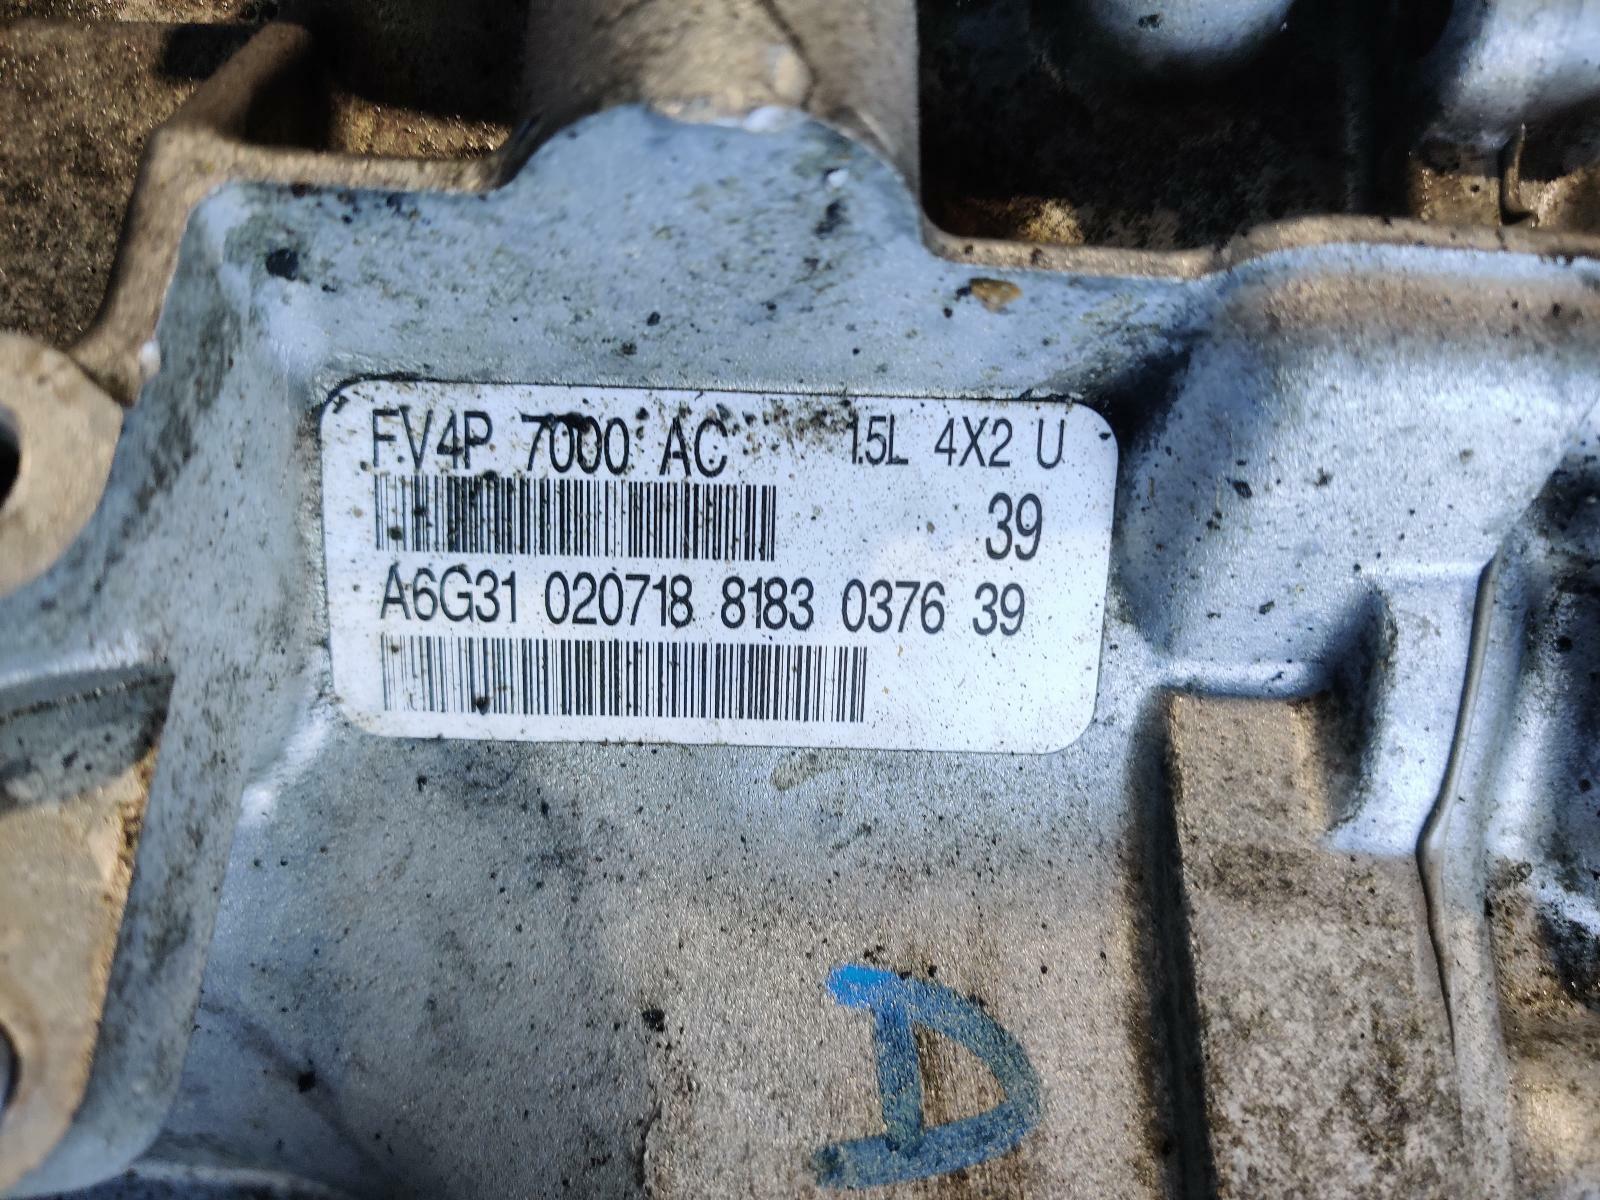 FV4P 7000 AC 1.5L 4X2 U
39
A6G31 020718 8183 0376 39
D